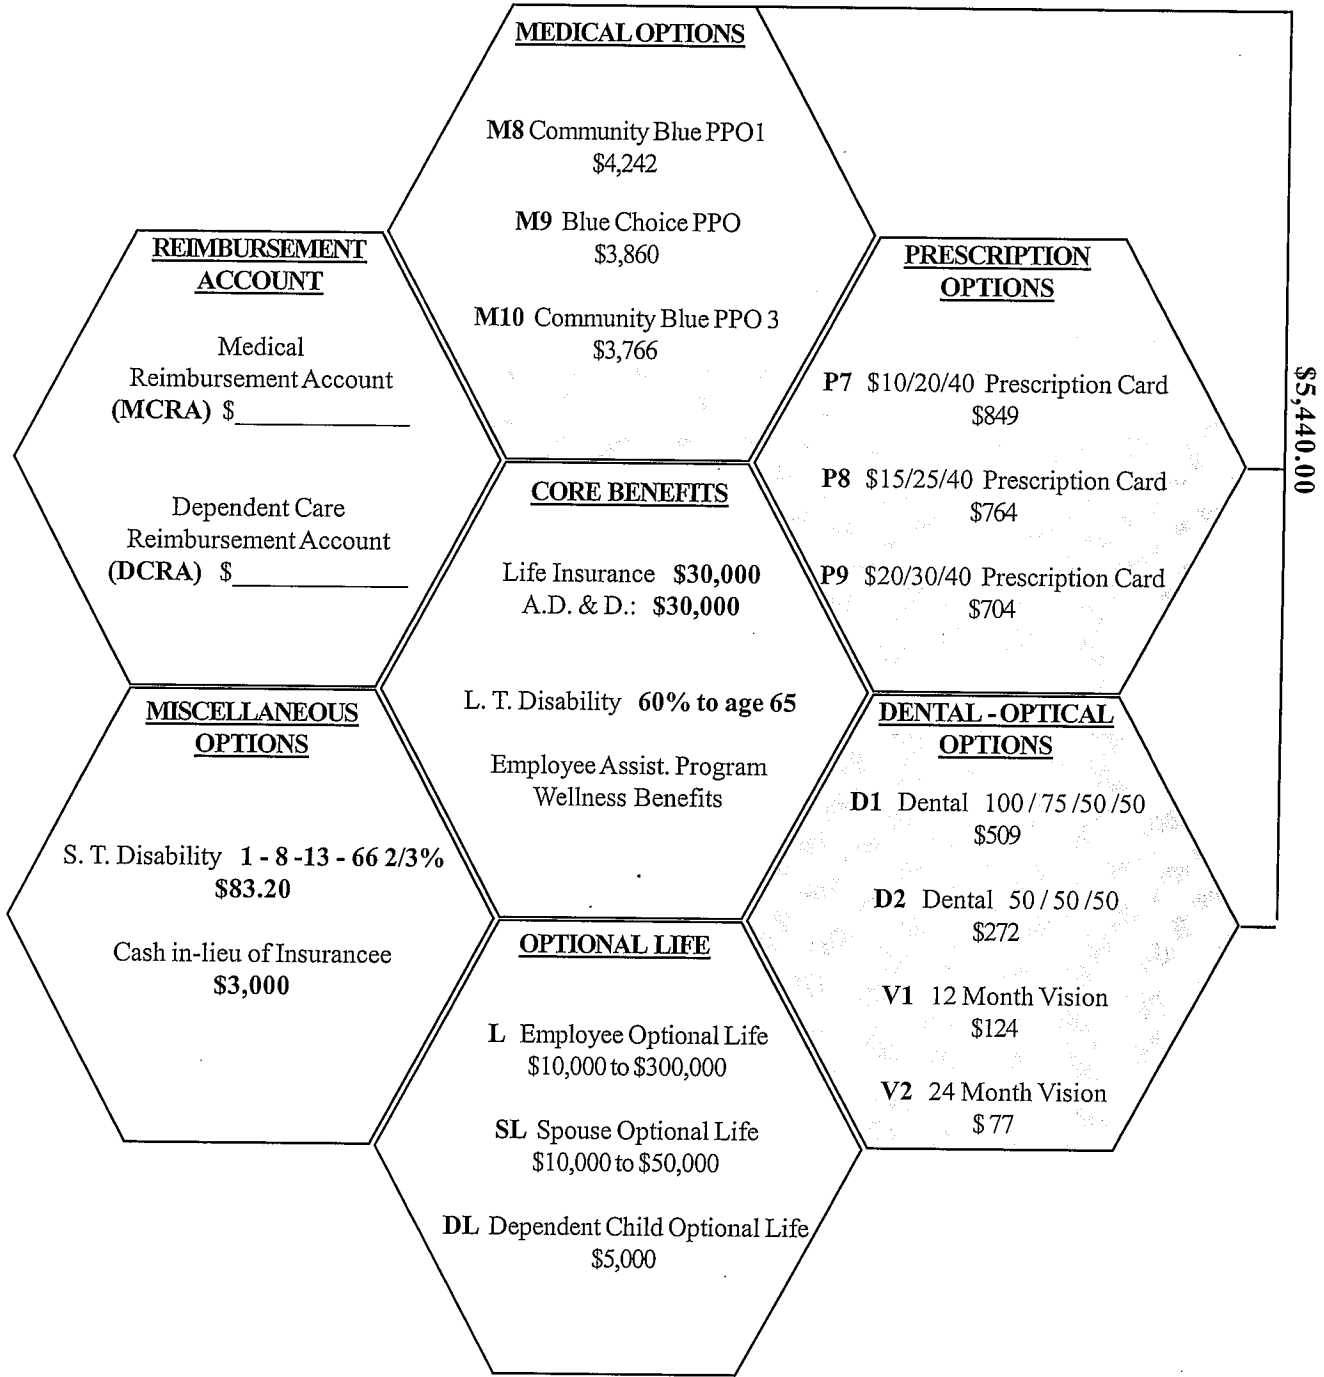 MEDICAL OPTIONS
M8 Community Blue PPO1
$4,242
M9 Blue Choice PPO
$3,860
M10 Community Blue PPO 3
$3,766
REIMBURSEMENT
ACCOUNT
Medical
Reimbursement Account
(MCRA) $
Dependent Care
Reimbursement Account
(DCRA) $
PRESCRIPTION
OPTIONS
P7 $10/20/40 Prescription Card
$849
P8 $15/25/40 Prescription Card
$764
P9 $20/30/40 Prescription Card
$704
$5,440.00
CORE BENEFITS
Life Insurance $30,000
A.D. & D.: $30,000
L. T. Disability 60% to age 65
Employee Assist. Program
Wellness Benefits
MISCELLANEOUS
OPTIONS
S. T. Disability 1 - 8 -13 - 66 2/3%
$83.20
Cash in-lieu of Insurancee
$3,000
DENTAL - OPTICAL
OPTIONS
D1 Dental 100 / 75 /50 /50
$509
D2 Dental 50 / 50 /50
$272
V1 12 Month Vision
$124
V2 24 Month Vision
$ 77
OPTIONAL LIFE
L Employee Optional Life
$10,000 to $300,000
SL Spouse Optional Life
$10,000 to $50,000
DL Dependent Child Optional Life
$5,000